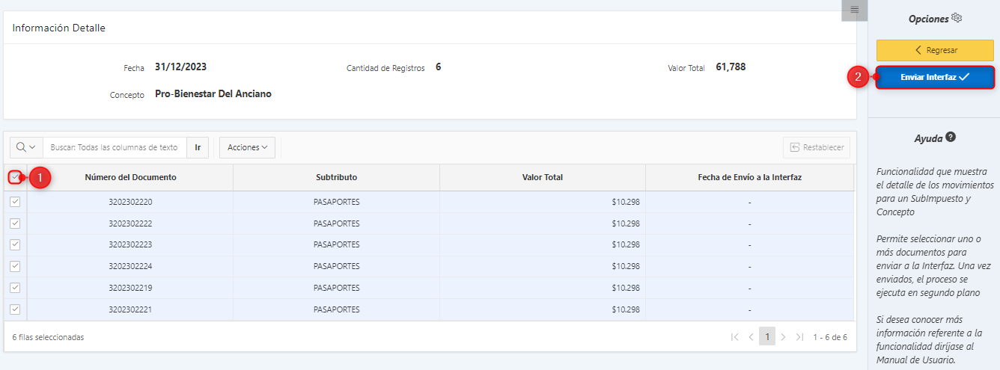 Información Detalle
Fecha 31/12/2023 Cantidad de Registros 6 Valor Total 61,788
Concepto Pro-Bienestar Del Anciano
Buscar: Todas las columnas de texto Ir Acciones Restablecer
1
Número del Documento Subtributo Valor Total Fecha de Envío a la Interfaz
3202302220 PASAPORTES $10.298 -
3202302222 PASAPORTES $10.298 -
3202302223 PASAPORTES $10.298 -
3202302224 PASAPORTES $10.298 -
3202302219 PASAPORTES $10.298 -
3202302221 PASAPORTES $10.298 -
6 filas seleccionadas 1 1 - 6 de 6
Opciones
Regresar
2 Enviar Interfaz
Ayuda
Funcionalidad que muestra
el detalle de los movimientos
para un SubImpuesto y
Concepto
Permite seleccionar uno o
más documentos para
enviar a la Interfaz. Una vez
enviados, el proceso se
ejecuta en segundo plano
Si desea conocer más
información referente a la
funcionalidad diríjase al
Manual de Usuario.